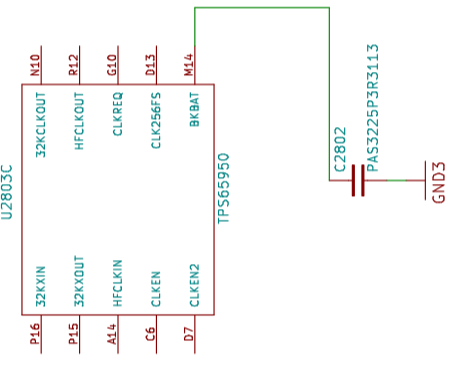 N10
R12
G10
D13
M14
32KCLKOUT
HFCLKOUT
CLKREQ
CLK256FS
BKBAT
U2803C
TPS65950
32KXIN
32KXOUT
HFCLKIN
CLKEN
CLKEN2
P16
P15
A14
C6
D7
C2802
PAS3225P3R3113
GND3